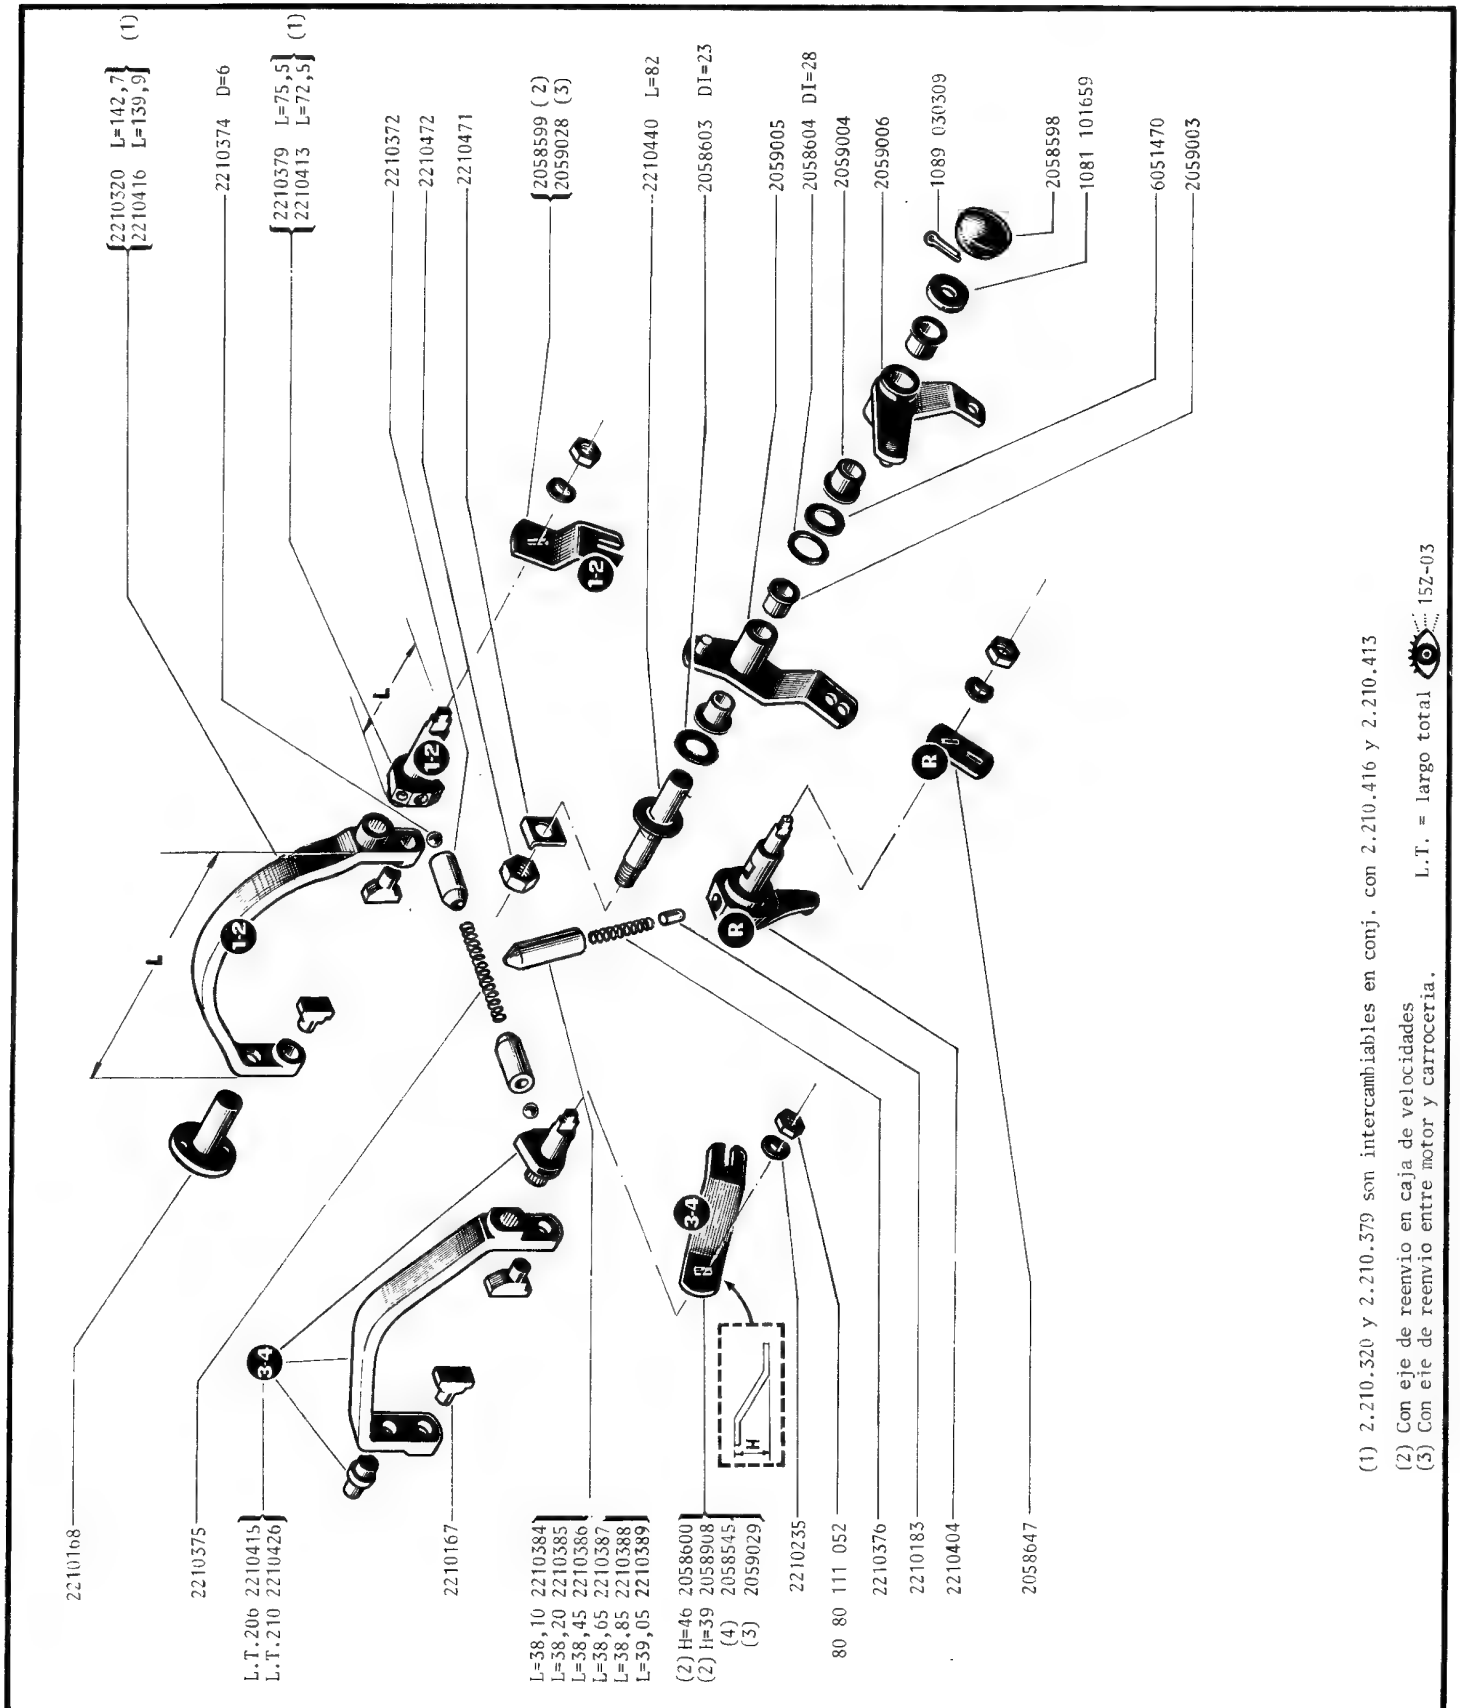 2210320 L=142,7 (1)
2210416 L=139,9
2210374 D=6
2210379 L=75,5 (1)
2210413 L=72,5
2210372
2210472
2210471
2058599 (2)
2059028 (3)
2210440 L=82
2058603 DI=23
2059005
2058604 DI=28
2059004
2059006
1089 030309
2058598
1081 101659
6051470
2059003
L
1-2
L
1-2
1-2
R
R
3-4
3-4
H
2210168
2210375
L.T.206 2210415
L.T.210 2210426
2210167
L=38,10 2210384
L=38,20 2210385
L=38,45 2210386
L=38,65 2210387
L=38,85 2210388
L=39,05 2210389
(2) H=46 2058600
(2) H=39 2058908
(4) 2058545
(3) 2059029
2210235
80 80 111 052
2210376
2210183
2210404
2058647
(1) 2.210.320 y 2.210.379 son intercambiables en conj. con 2.210.416 y 2.210.413
(2) Con eje de reenvio en caja de velocidades
(3) Con eje de reenvio entre motor y carroceria.
L.T. = largo total 15Z-03